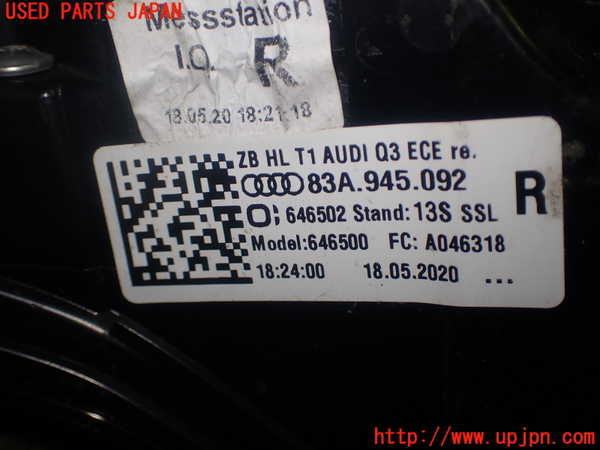 USED PARTS JAPAN
Messstation
I.O. R
18.05.20 18:21:18
ZB HL T1 AUDI Q3 ECE re.
83A.945.092
646502 Stand: 13S SSL
R
Model:646500 FC: A046318
18:24:00 18.05.2020 ...
http://www.upjpn.com/